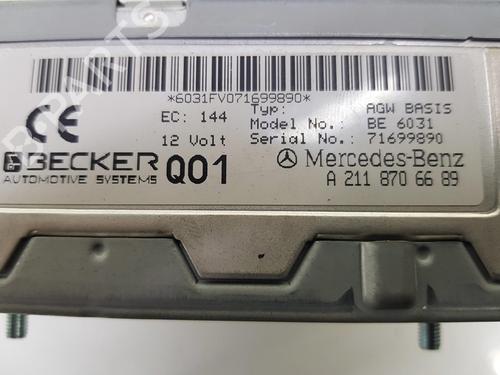 *6031FV071699890*
CE
EC: 144
12 Volt
Typ: AGW BASIS
Model No.: BE 6031
Serial No.: 71699890
BECKER
AUTOMOTIVE SYSTEMS
Q01
Mercedes-Benz
A 211 870 66 89